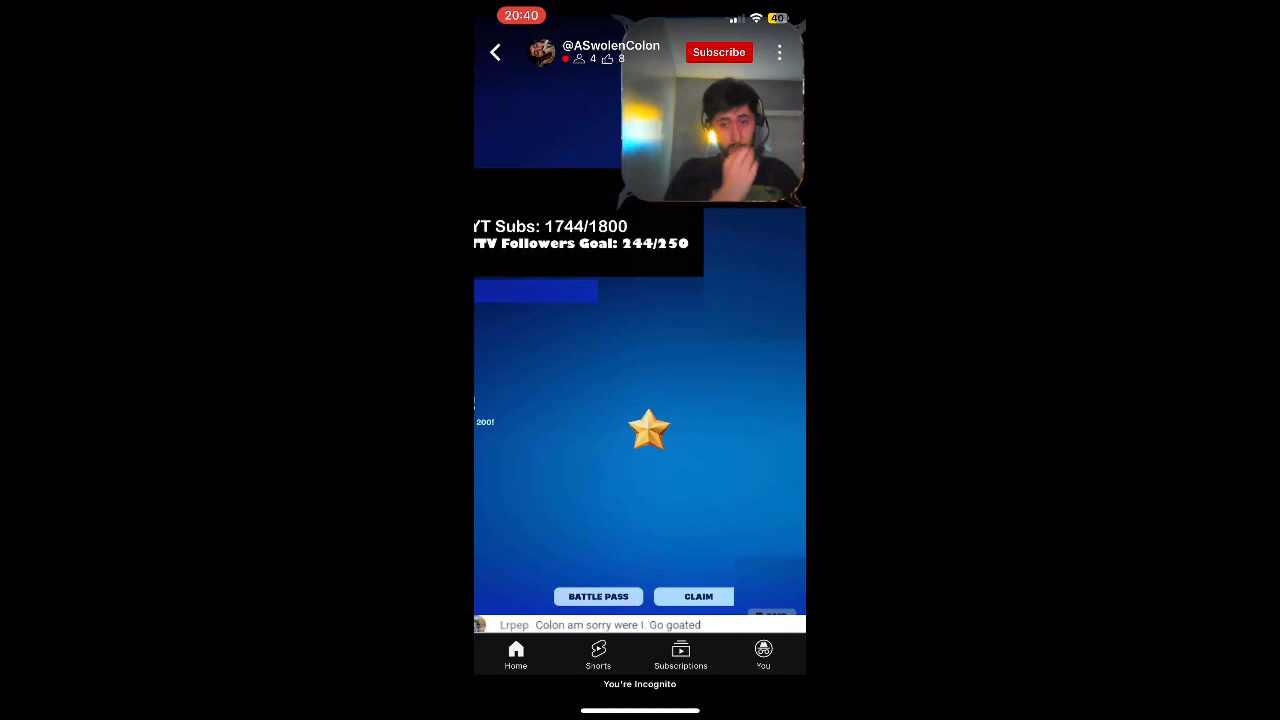 20:40
40
@ASwolenColon
4 8
Subscribe
YT Subs: 1744/1800
TTV Followers Goal: 244/250
200!
BATTLE PASS
CLAIM
Lrpep Colon am sorry were I. Go goated
Home
Shorts
Subscriptions
You
You're Incognito